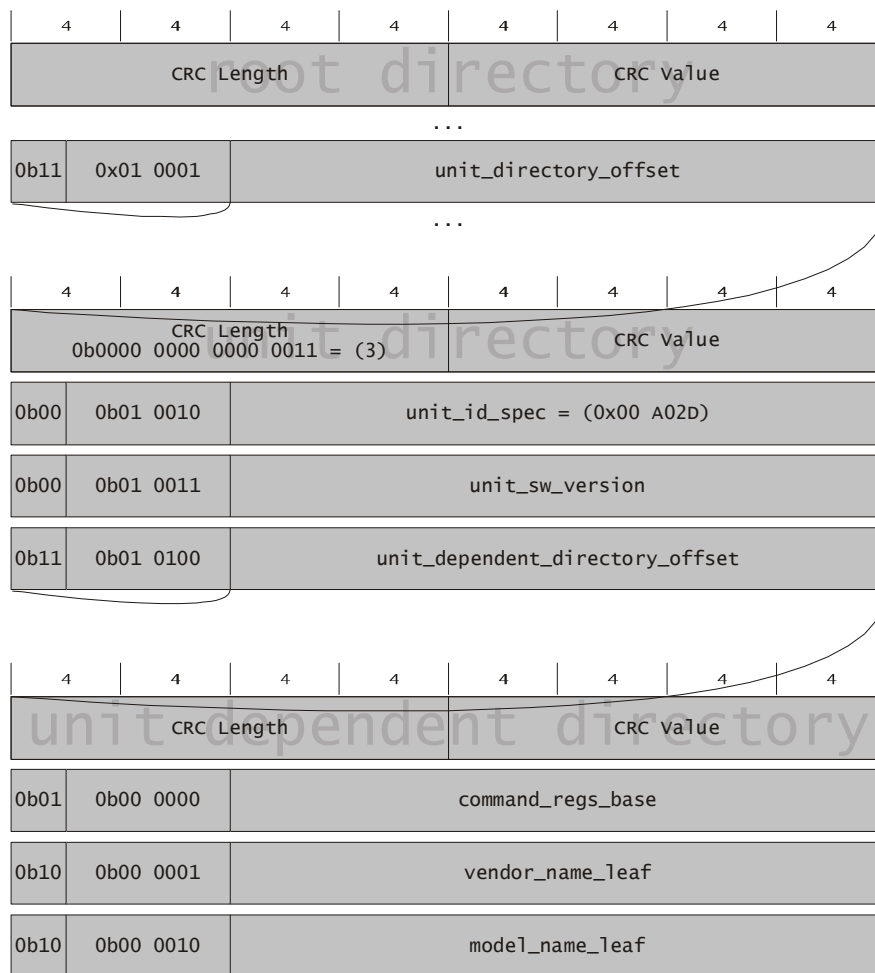 4 4 4 4 4 4 4 4
root directory
CRC Length CRC Value
...
0b11 0x01 0001 unit_directory_offset
...
4 4 4 4 4 4 4 4
unit directory
CRC Length CRC Value
0b0000 0000 0000 0011 = (3)
0b00 0b01 0010 unit_id_spec = (0x00 A02D)
0b00 0b01 0011 unit_sw_version
0b11 0b01 0100 unit_dependent_directory_offset
4 4 4 4 4 4 4 4
unit dependent directory
CRC Length CRC Value
0b01 0b00 0000 command_regs_base
0b10 0b00 0001 vendor_name_leaf
0b10 0b00 0010 model_name_leaf